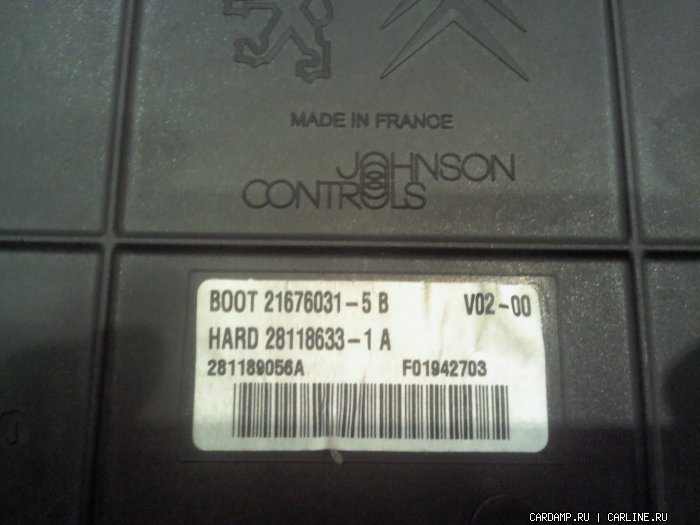 MADE IN FRANCE
JOHNSON
CONTROLS
BOOT 21676031-5 B V02-00
HARD 28118633-1 A
281189056A F01942703
CARDAMP.RU | CARLINE.RU